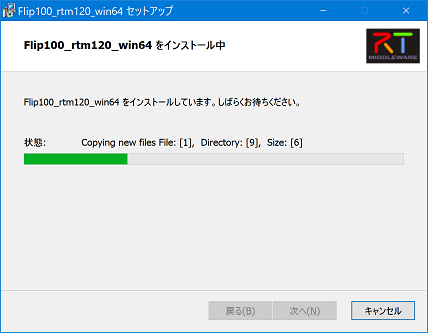 Flip100_rtm120_win64 セットアップ
Flip100_rtm120_win64 をインストール中
RT
MIDDLEWARE
Flip100_rtm120_win64 をインストールしています。しばらくお待ちください。
状態: Copying new files File: [1], Directory: [9], Size: [6]
戻る(B) 次へ(N) キャンセル